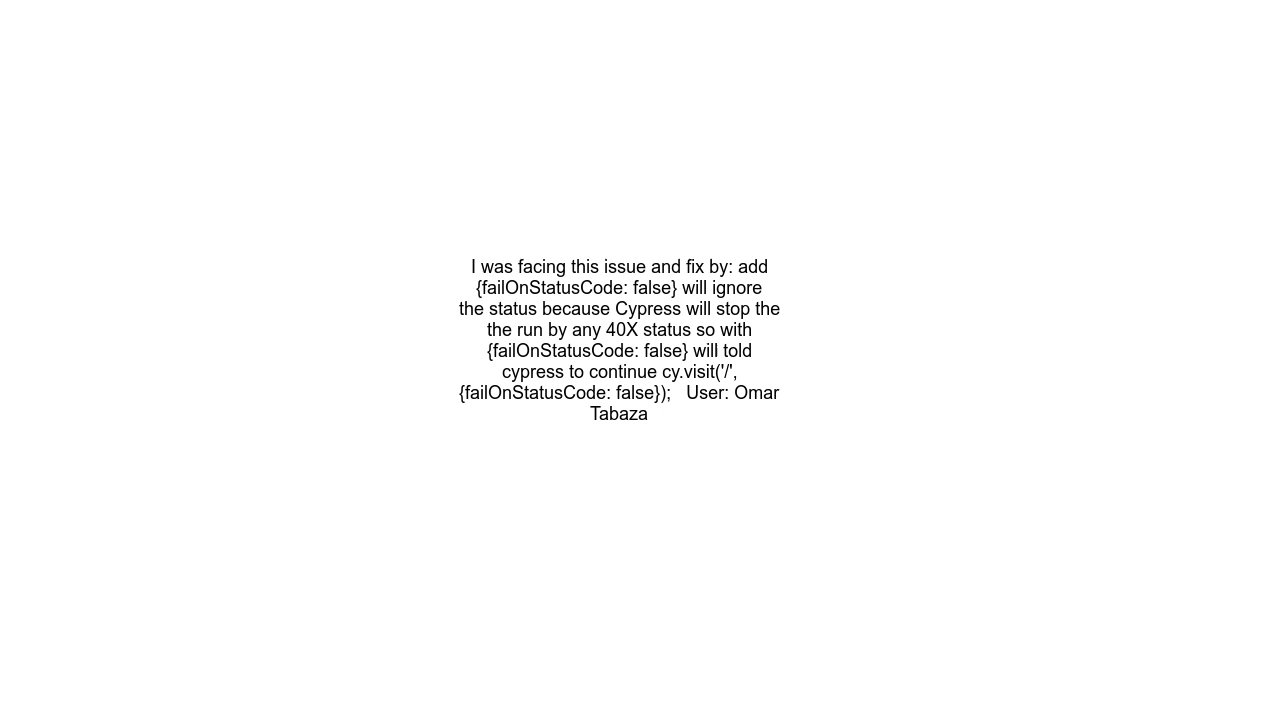 I was facing this issue and fix by: add
{failOnStatusCode: false} will ignore
the status because Cypress will stop the
the run by any 40X status so with
{failOnStatusCode: false} will told
cypress to continue cy.visit('/',
{failOnStatusCode: false});   User: Omar
Tabaza